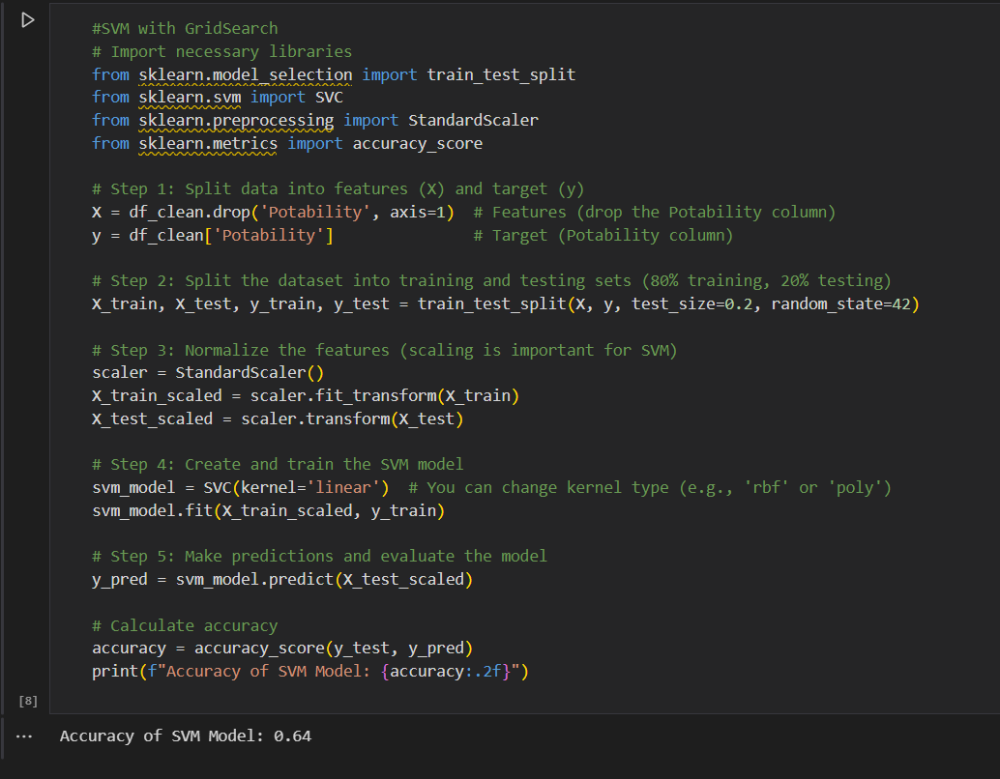 #SVM with GridSearch
# Import necessary libraries
from sklearn.model_selection import train_test_split
from sklearn.svm import SVC
from sklearn.preprocessing import StandardScaler
from sklearn.metrics import accuracy_score
# Step 1: Split data into features (X) and target (y)
X = df_clean.drop('Potability', axis=1)  # Features (drop the Potability column)
y = df_clean['Potability']               # Target (Potability column)
# Step 2: Split the dataset into training and testing sets (80% training, 20% testing)
X_train, X_test, y_train, y_test = train_test_split(X, y, test_size=0.2, random_state=42)
# Step 3: Normalize the features (scaling is important for SVM)
scaler = StandardScaler()
X_train_scaled = scaler.fit_transform(X_train)
X_test_scaled = scaler.transform(X_test)
# Step 4: Create and train the SVM model
svm_model = SVC(kernel='linear')  # You can change kernel type (e.g., 'rbf' or 'poly')
svm_model.fit(X_train_scaled, y_train)
# Step 5: Make predictions and evaluate the model
y_pred = svm_model.predict(X_test_scaled)
# Calculate accuracy
accuracy = accuracy_score(y_test, y_pred)
print(f"Accuracy of SVM Model: {accuracy:.2f}")
[8]
... Accuracy of SVM Model: 0.64